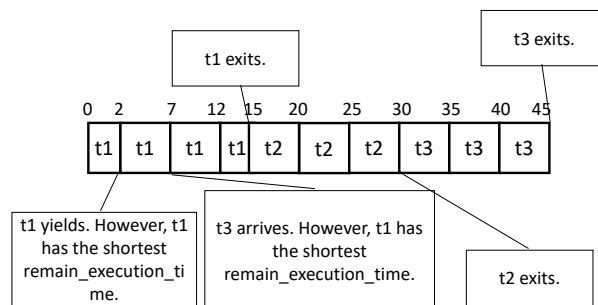 t3 exits.
t1 exits.
0 2 7 12 15 20 25 30 35 40 45
t1 t1 t1 t1 t2 t2 t2 t3 t3 t3
t1 yields. However, t1
has the shortest
remain_execution_ti
me.
t3 arrives. However, t1 has
the shortest
remain_execution_time.
t2 exits.